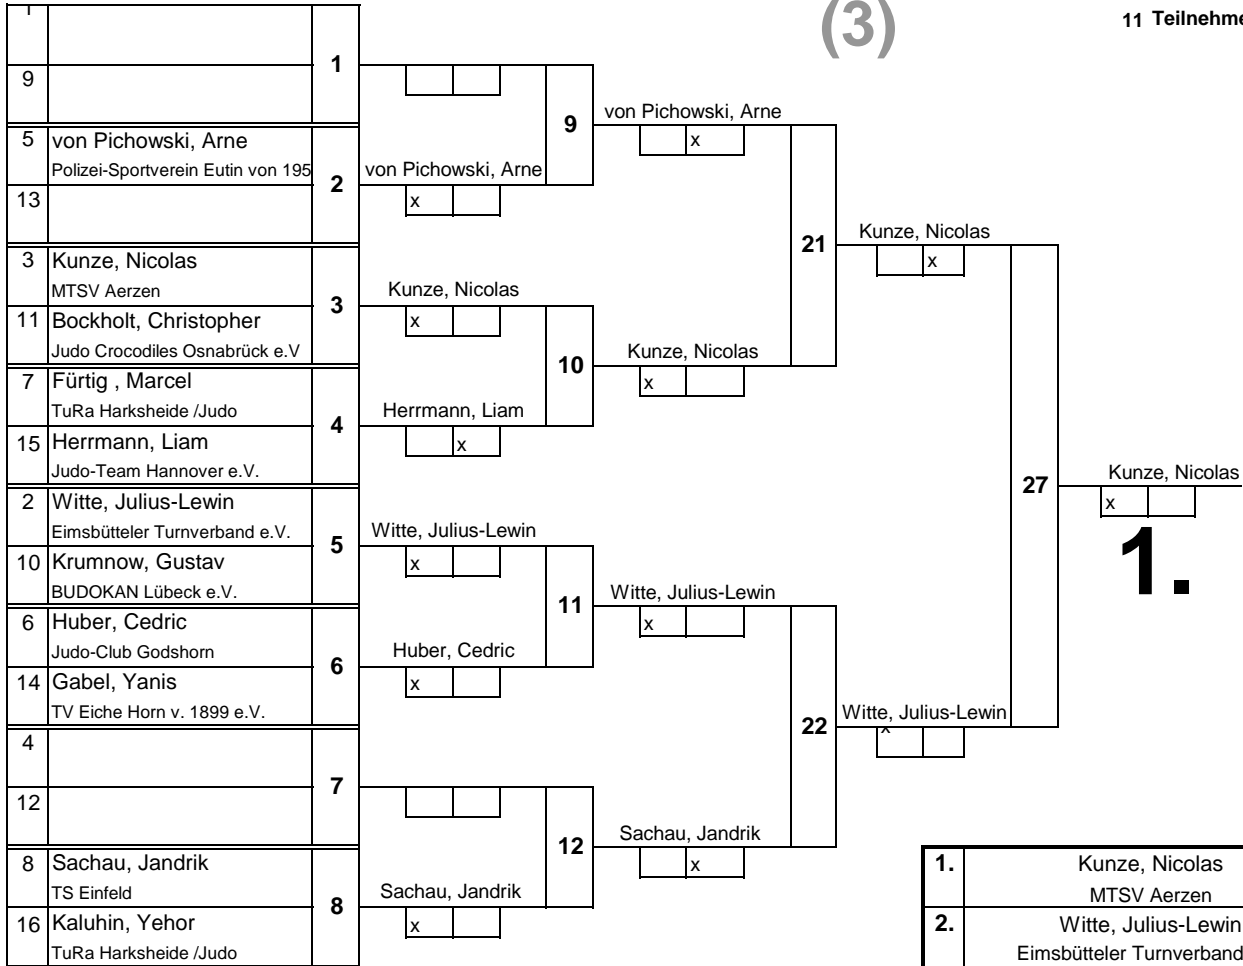 (3)
11 Teilnehme
1
9
1
5 von Pichowski, Arne
Polizei-Sportverein Eutin von 195
13
2
3 Kunze, Nicolas
MTSV Aerzen
11 Bockholt, Christopher
Judo Crocodiles Osnabrück e.V
3
7 Fürtig , Marcel
TuRa Harksheide /Judo
15 Herrmann, Liam
Judo-Team Hannover e.V.
4
2 Witte, Julius-Lewin
Eimsbütteler Turnverband e.V.
10 Krumnow, Gustav
BUDOKAN Lübeck e.V.
5
6 Huber, Cedric
Judo-Club Godshorn
14 Gabel, Yanis
TV Eiche Horn v. 1899 e.V.
6
4
12
7
8 Sachau, Jandrik
TS Einfeld
16 Kaluhin, Yehor
TuRa Harksheide /Judo
8
von Pichowski, Arne
x
9
Kunze, Nicolas
x
10
Herrmann, Liam
x
Witte, Julius-Lewin
x
11
Huber, Cedric
x
12
Sachau, Jandrik
x
von Pichowski, Arne
x
21
Kunze, Nicolas
x
Witte, Julius-Lewin
x
22
Sachau, Jandrik
x
Kunze, Nicolas
x
27
Witte, Julius-Lewin
x
Kunze, Nicolas
x
1.
1. Kunze, Nicolas
MTSV Aerzen
2. Witte, Julius-Lewin
Eimsbütteler Turnverband